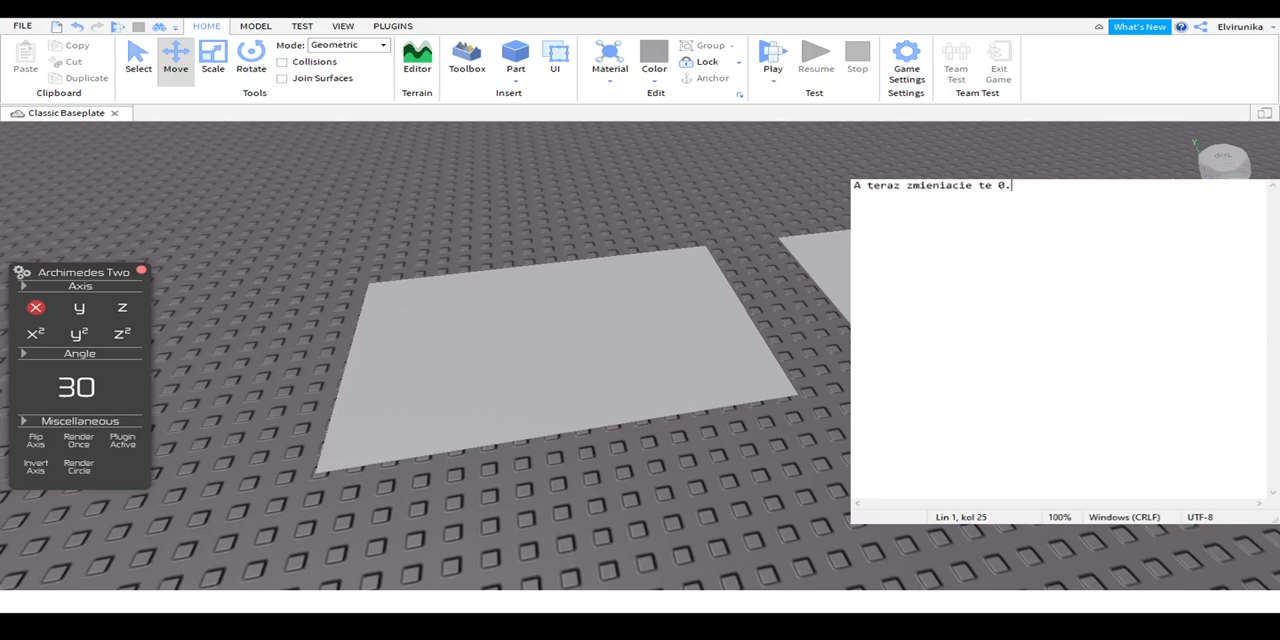 FILE HOME MODEL TEST VIEW PLUGINS What's New Elvirunika
Paste Copy Cut Duplicate Clipboard
Select Move Scale Rotate Mode: Geometric Collisions Join Surfaces Tools
Editor Terrain
Toolbox Part UI Insert
Material Color Group Lock Anchor Edit
Play Resume Stop Test
Game Settings Settings
Team Test Exit Game Team Test
Classic Baseplate
Y
A teraz zmieniacie te 0.
Archimedes Two
Axis
X y z
x² y² z²
Angle
30
Miscellaneous
Flip Axis Render Once Plugin Active
Invert Axis Render Circle
Lin 1, kol 25 100% Windows (CRLF) UTF-8